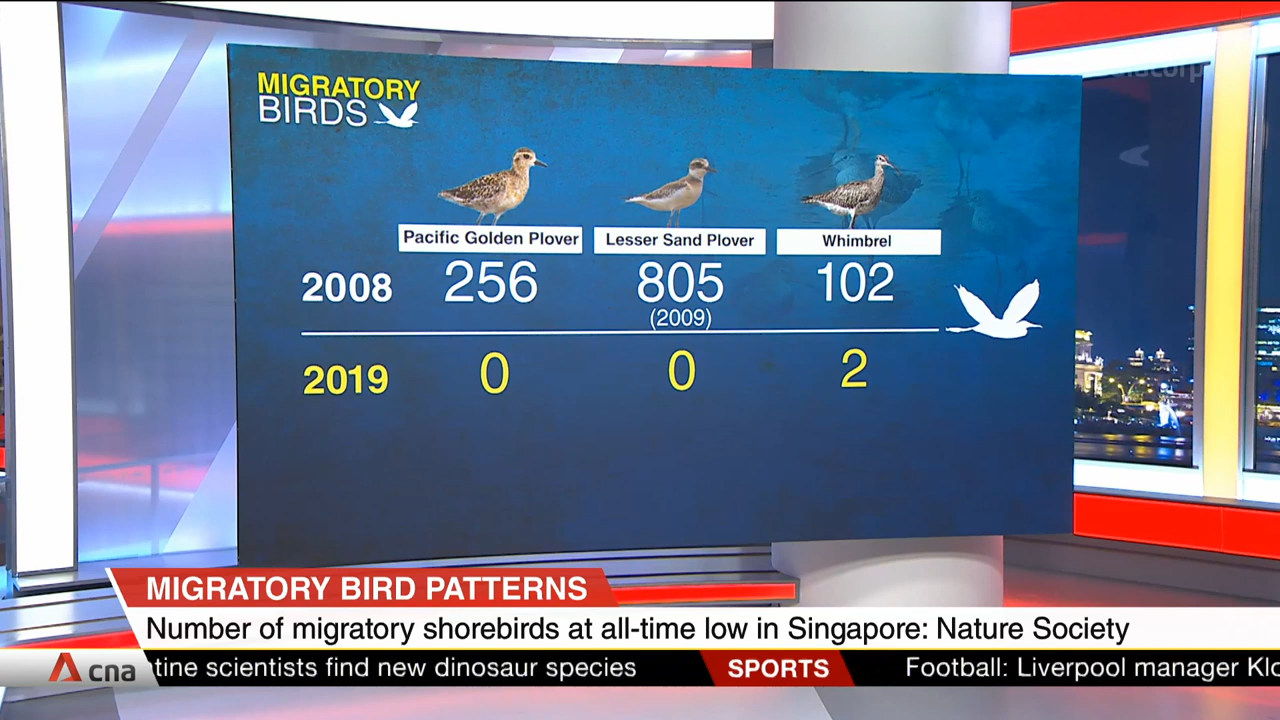 MIGRATORY
BIRDS
Pacific Golden Plover
Lesser Sand Plover
Whimbrel
2008
256
805
102
(2009)
2019
0
0
2
MIGRATORY BIRD PATTERNS
Number of migratory shorebirds at all-time low in Singapore: Nature Society
cna
tine scientists find new dinosaur species
SPORTS
Football: Liverpool manager Klo